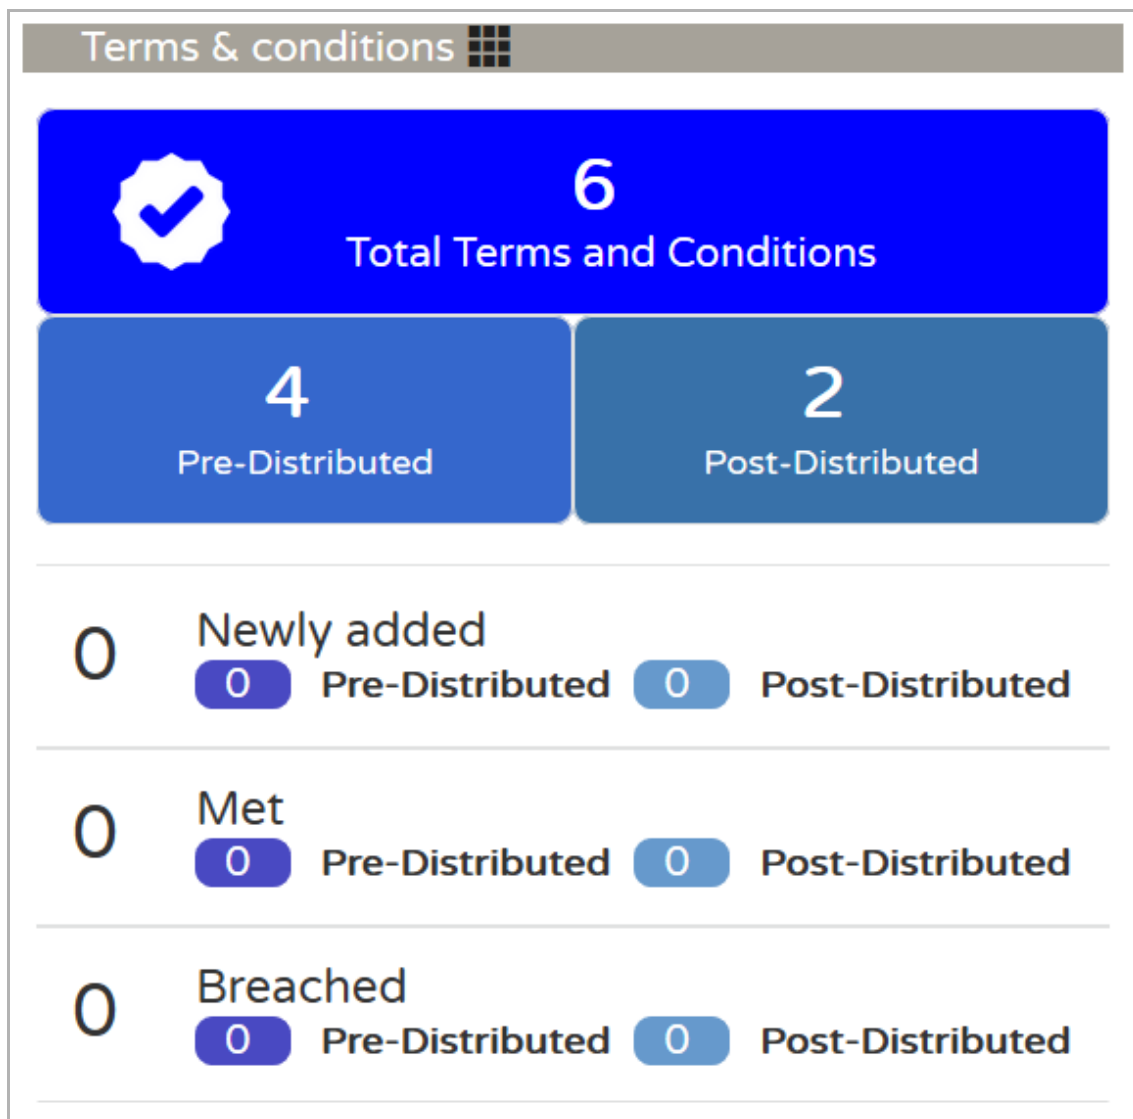 Terms & conditions
6
Total Terms and Conditions
4
Pre-Distributed
2
Post-Distributed
0
Newly added
0 Pre-Distributed 0 Post-Distributed
0
Met
0 Pre-Distributed 0 Post-Distributed
0
Breached
0 Pre-Distributed 0 Post-Distributed